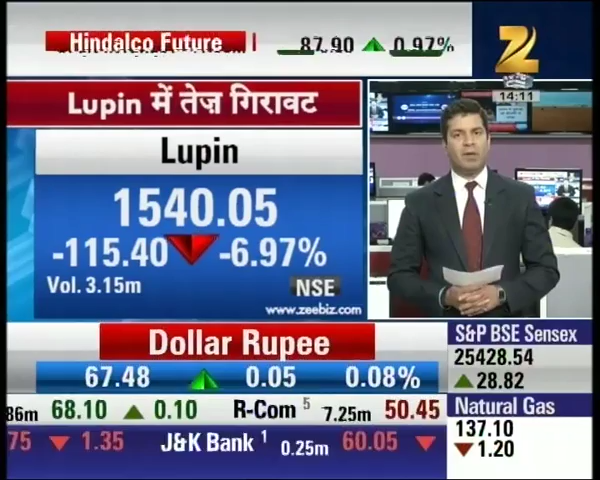 Hindalco Future 87.90 0.97%
Z
14:11
Lupin में तेज़ गिरावट
Lupin
1540.05
-115.40 -6.97%
Vol. 3.15m NSE
www.zeebiz.com
Dollar Rupee
67.48 0.05 0.08%
S&P BSE Sensex
25428.54
28.82
Natural Gas
137.10
1.20
86m 68.10 0.10 R-Com 5 7.25m 50.45
75 1.35 J&K Bank 1 0.25m 60.05